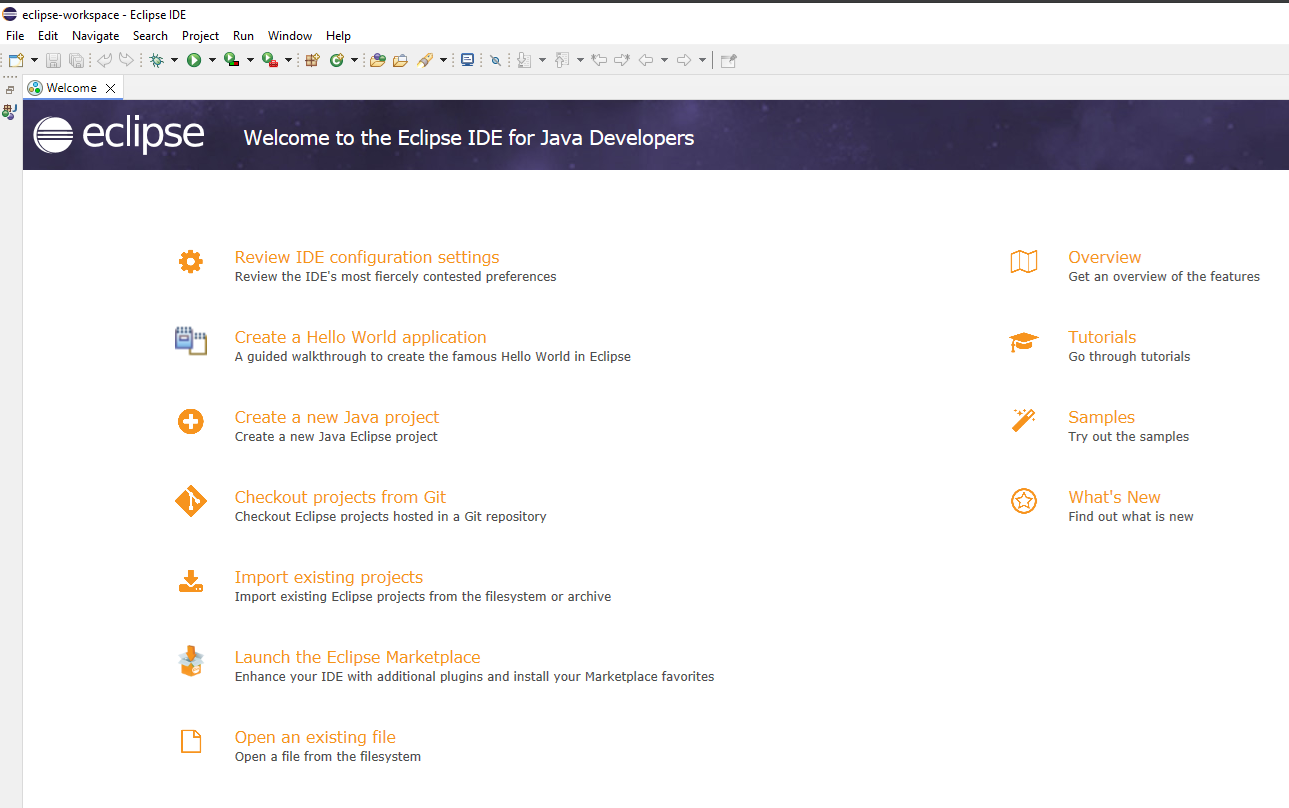 eclipse-workspace - Eclipse IDE
File Edit Navigate Search Project Run Window Help
Welcome
eclipse
Welcome to the Eclipse IDE for Java Developers
Review IDE configuration settings
Review the IDE's most fiercely contested preferences
Create a Hello World application
A guided walkthrough to create the famous Hello World in Eclipse
Create a new Java project
Create a new Java Eclipse project
Checkout projects from Git
Checkout Eclipse projects hosted in a Git repository
Import existing projects
Import existing Eclipse projects from the filesystem or archive
Launch the Eclipse Marketplace
Enhance your IDE with additional plugins and install your Marketplace favorites
Open an existing file
Open a file from the filesystem
Overview
Get an overview of the features
Tutorials
Go through tutorials
Samples
Try out the samples
What's New
Find out what is new